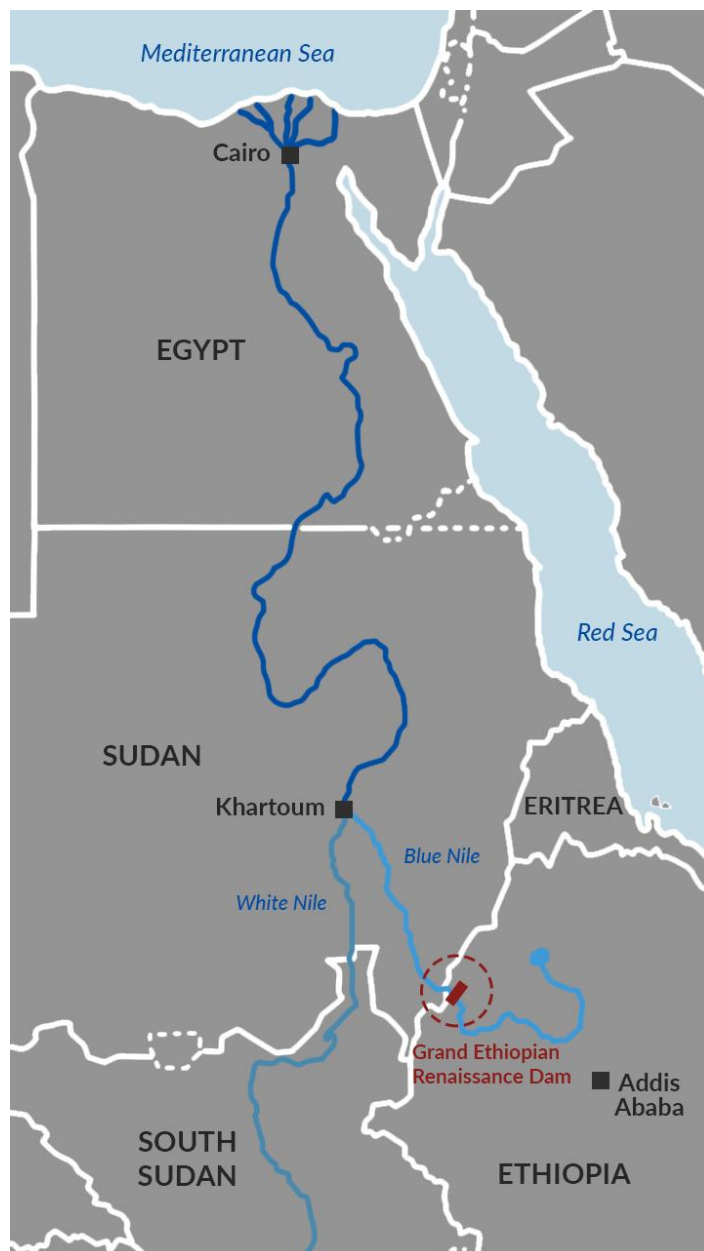 Mediterranean Sea
Cairo
EGYPT
Red Sea
SUDAN
Khartoum
ERITREA
Blue Nile
White Nile
Grand Ethiopian
Renaissance Dam
Addis
Ababa
SOUTH
SUDAN
ETHIOPIA